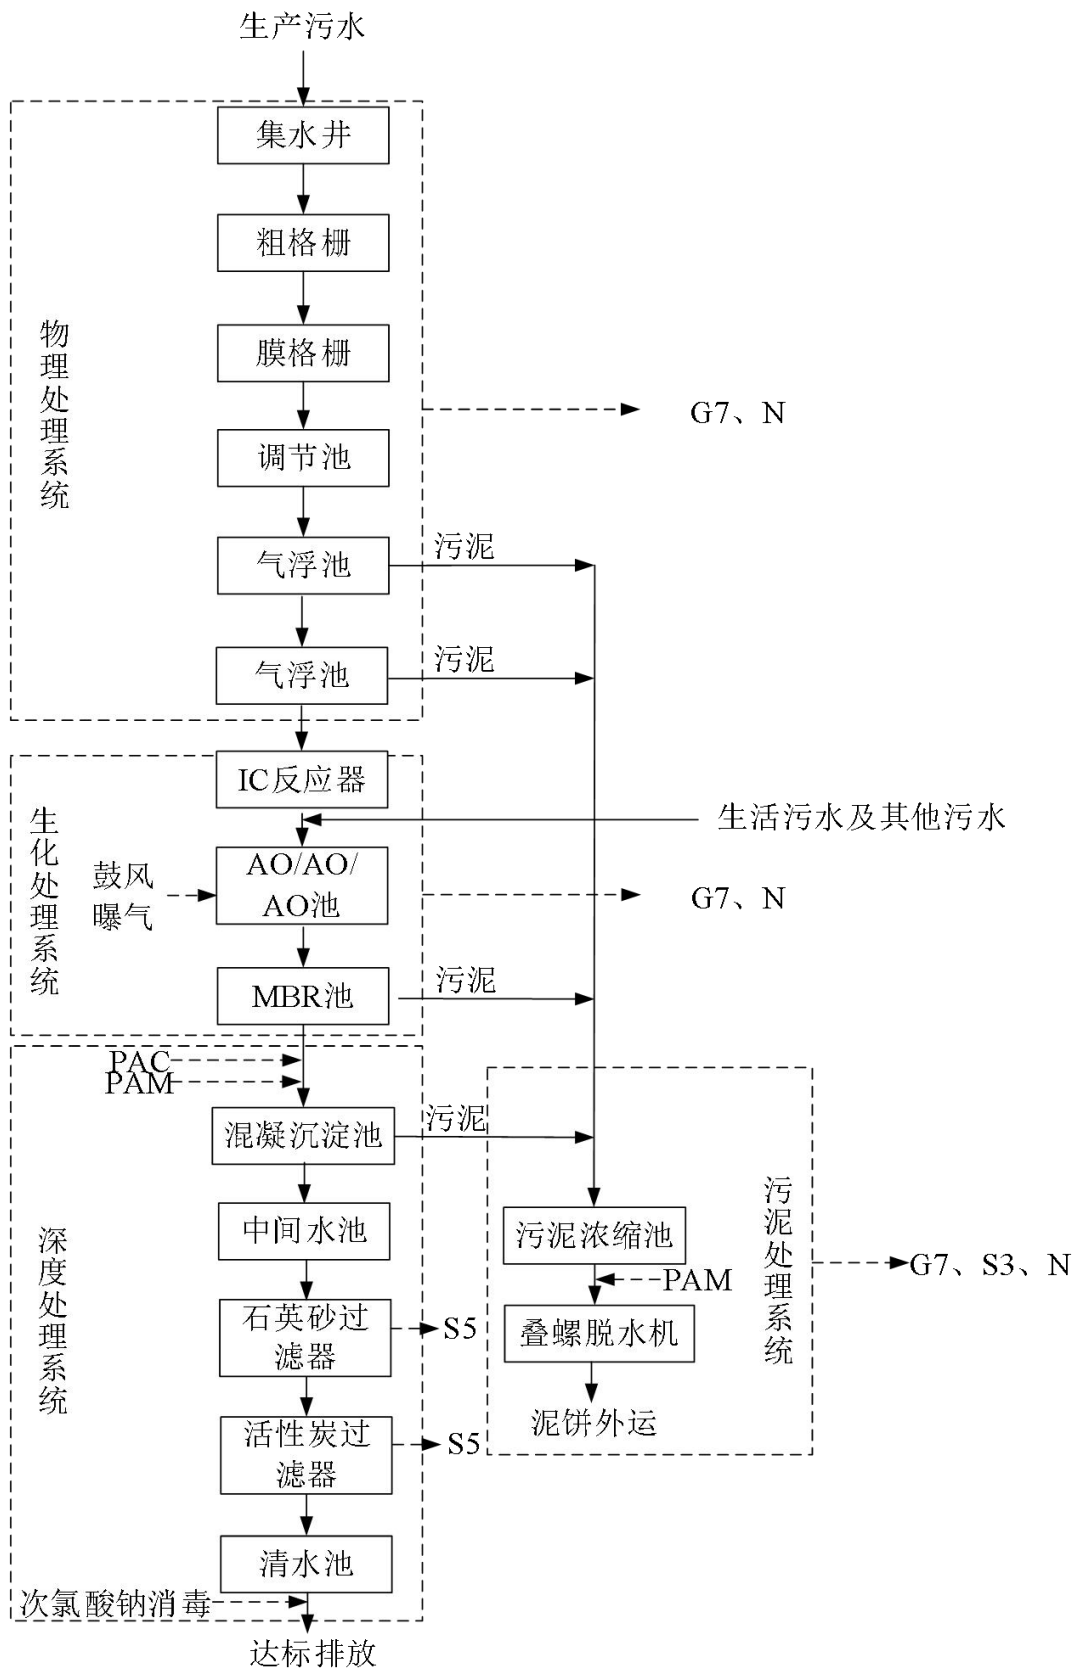 生产污水
集水井
粗格栅
膜格栅
物理处理系统
G7、N
调节池
气浮池
污泥
气浮池
污泥
IC反应器
生活污水及其他污水
生化处理系统
鼓风
曝气
AO/AO/
AO池
G7、N
MBR池
污泥
PAC
PAM
混凝沉淀池
污泥
中间水池
污泥浓缩池
污泥处理系统
G7、S3、N
PAM
深度处理系统
石英砂过
滤器
S5
叠螺脱水机
泥饼外运
活性炭过
滤器
S5
清水池
次氯酸钠消毒
达标排放